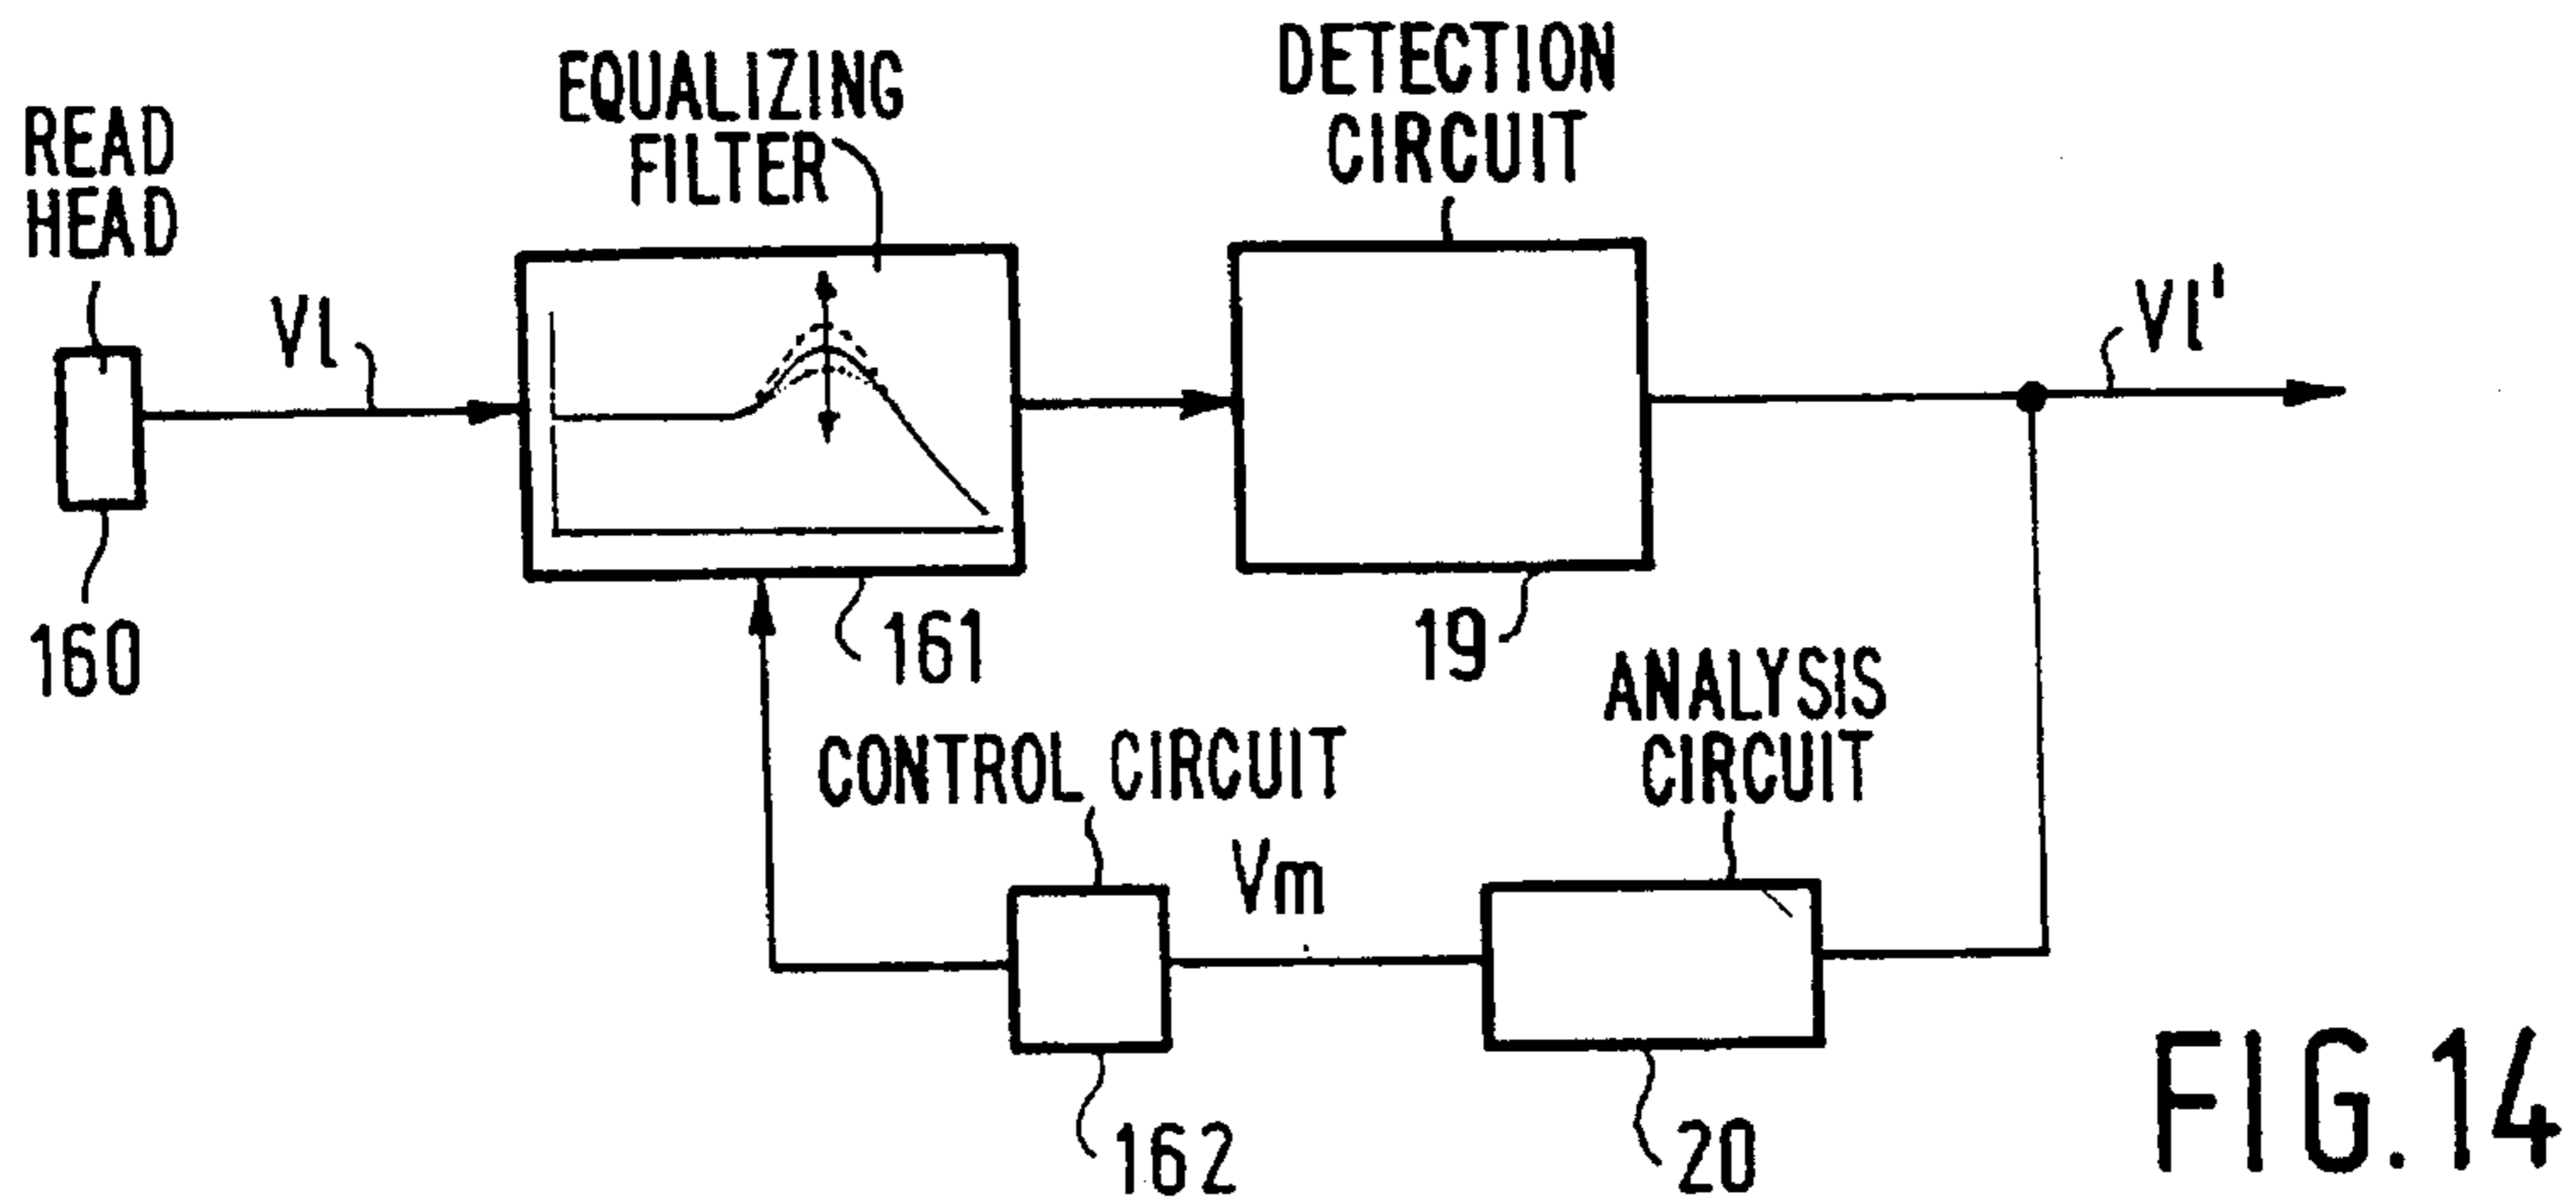 READ
HEAD
EQUALIZING
FILTER
DETECTION
CIRCUIT
Vl
Vl'
160
161
19
CONTROL CIRCUIT
ANALYSIS
CIRCUIT
Vm
162
20
FIG.14